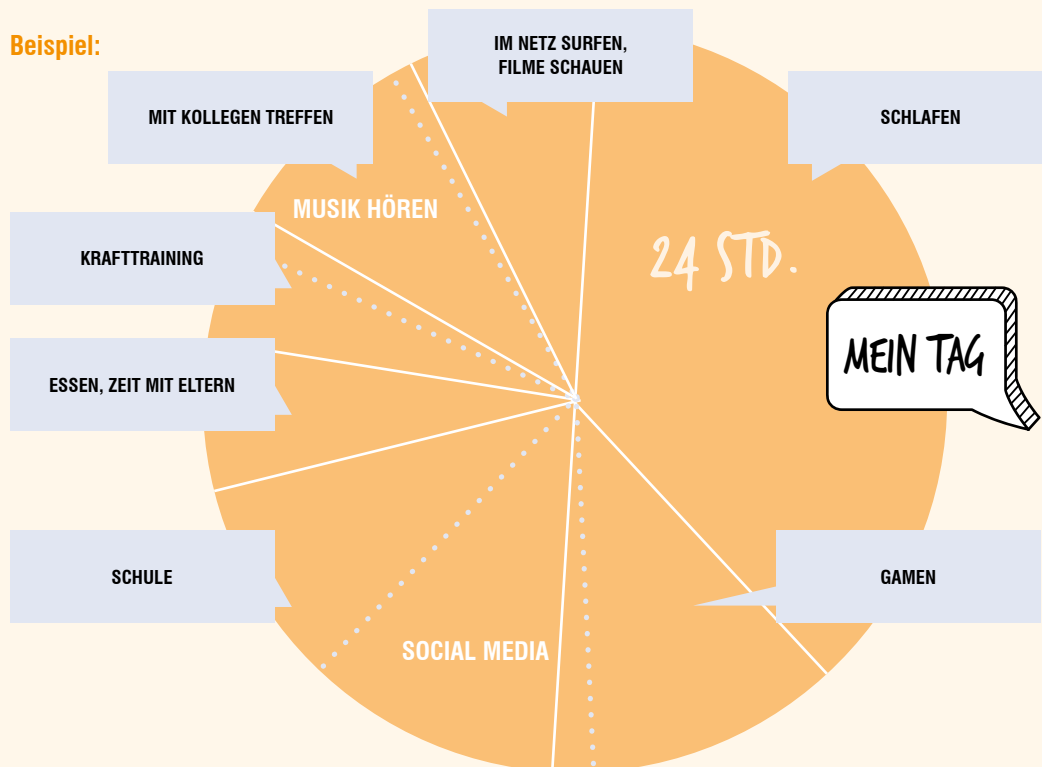 Beispiel:
IM NETZ SURFEN,
FILME SCHAUEN
MIT KOLLEGEN TREFFEN
SCHLAFEN
MUSIK HÖREN
24 STD.
KRAFTTRAINING
MEIN TAG
ESSEN, ZEIT MIT ELTERN
SCHULE
GAMEN
SOCIAL MEDIA